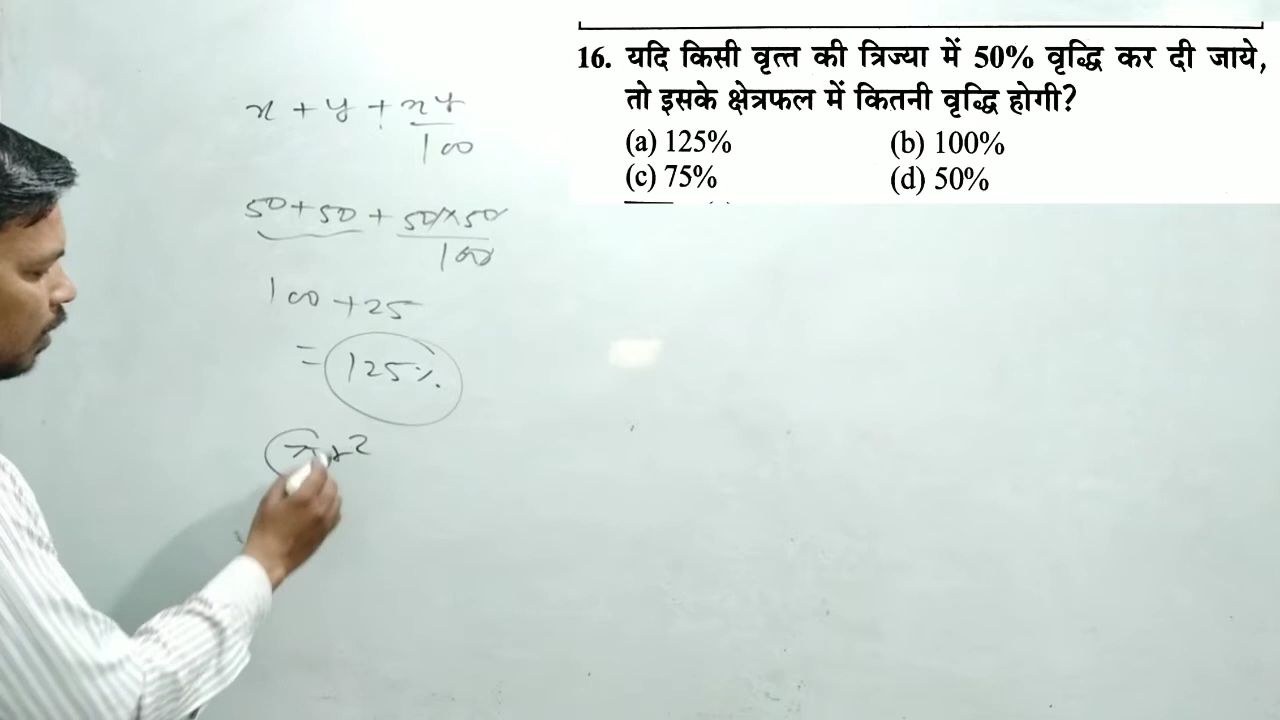 16. यदि किसी वृत्त की त्रिज्या में 50% वृद्धि कर दी जाये,
तो इसके क्षेत्रफल में कितनी वृद्धि होगी?
(a) 125% (b) 100%
(c) 75% (d) 50%
x + y + xy/100
50+50 + 50×50/100
100 +25
= 125%
πr²